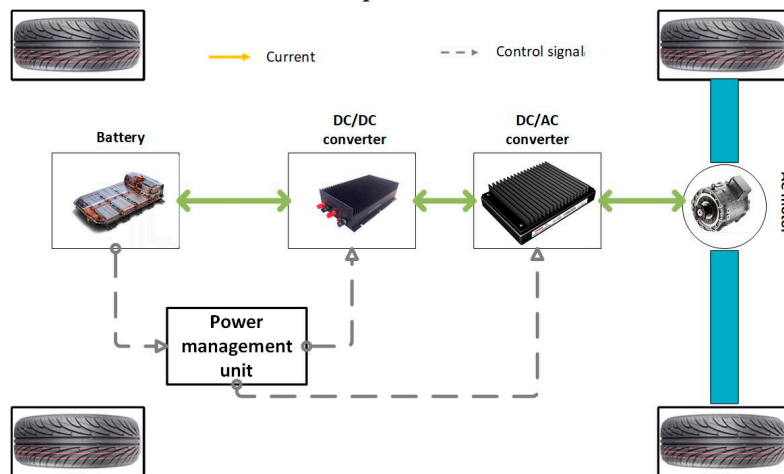 Current
Control signal
Battery
DC/DC
converter
DC/AC
converter
Power
management
unit